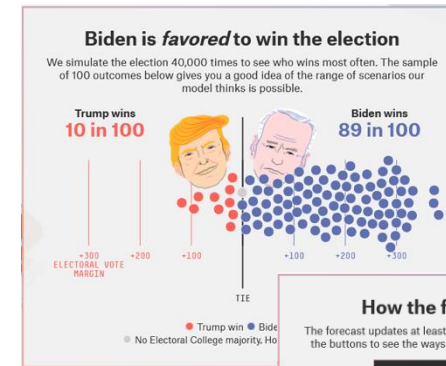 Biden is favored to win the election
We simulate the election 40,000 times to see who wins most often. The sample
of 100 outcomes below gives you a good idea of the range of scenarios our
model thinks is possible.
Trump wins
10 in 100
Biden wins
89 in 100
+300
+200
+100
+100
+200
+300
ELECTORAL VOTE
MARGIN
TIE
Trump win
No Electoral College majority,
How the
The forecast updates at least
the buttons to see the ways